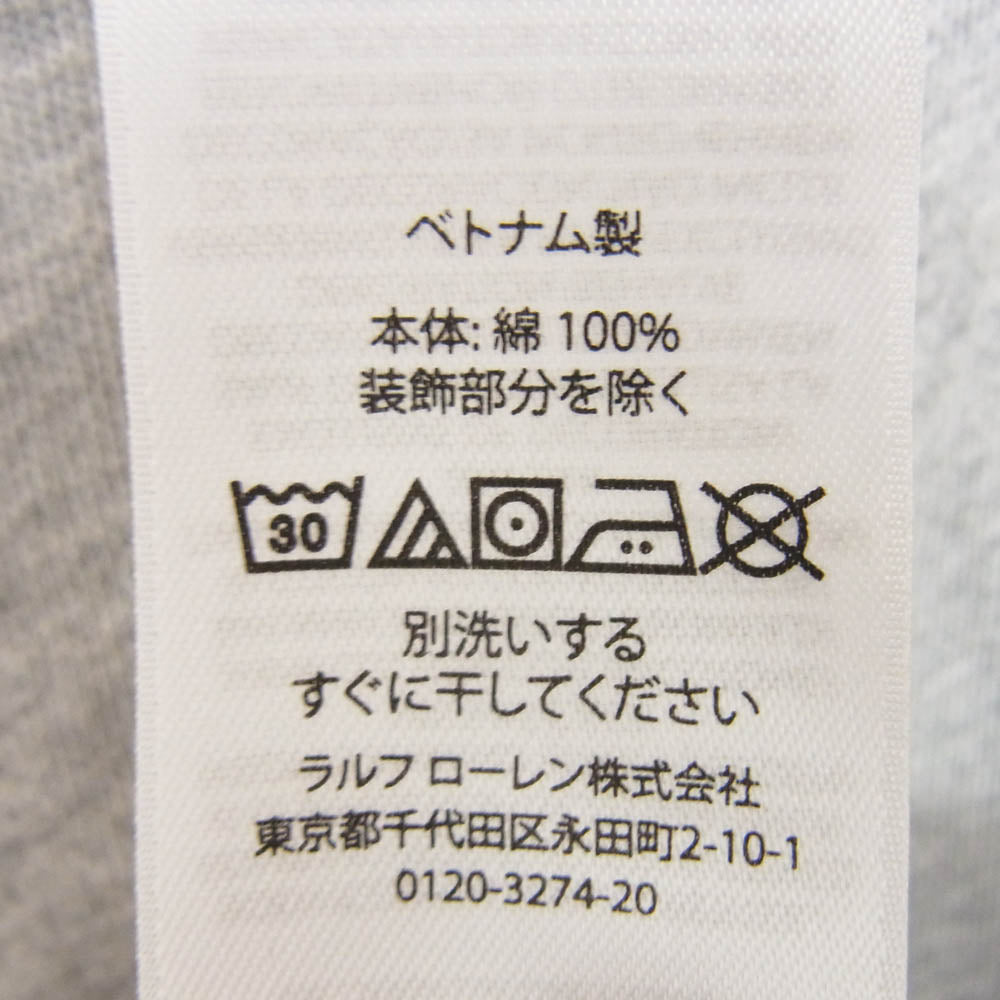 ベトナム製
本体: 綿 100%
装飾部分を除く
30
別洗いする
すぐに干してください
ラルフ ローレン株式会社
東京都千代田区永田町2-10-1
0120-3274-20